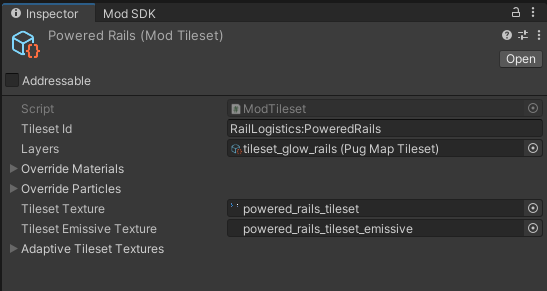 Inspector Mod SDK
Powered Rails (Mod Tileset)
Open
Addressable
Script ModTileset
Tileset Id RailLogistics:PoweredRails
Layers tileset_glow_rails (Pug Map Tileset)
Override Materials
Override Particles
Tileset Texture powered_rails_tileset
Tileset Emissive Texture powered_rails_tileset_emissive
Adaptive Tileset Textures